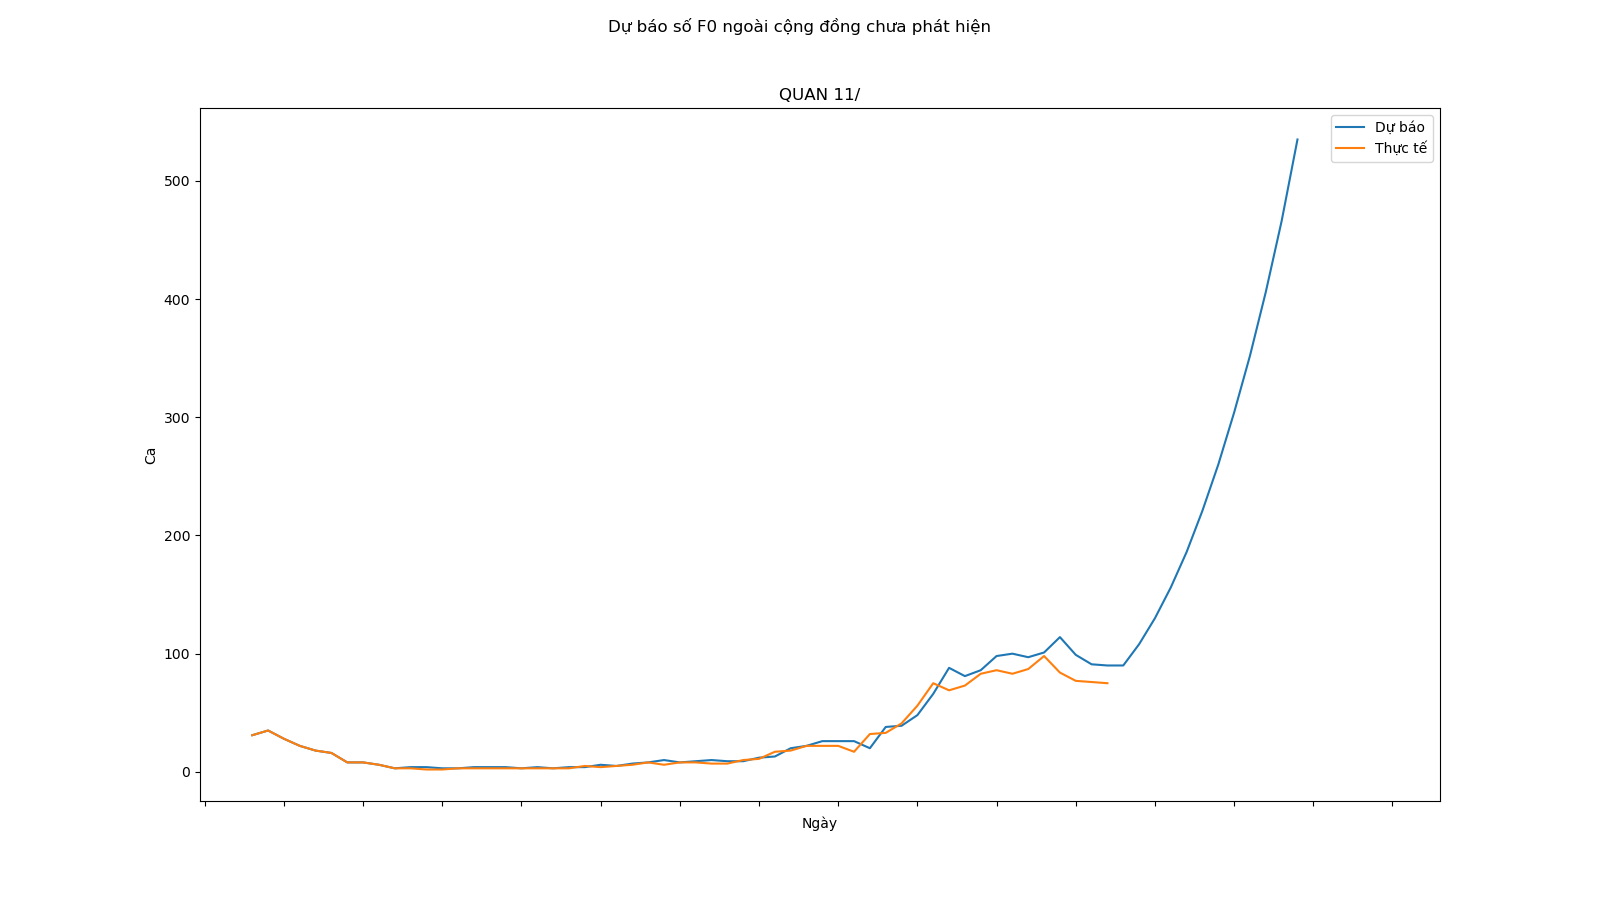 Dự báo số F0 ngoài cộng đồng chưa phát hiện
QUAN 11/
Dự báo
Thực tế
500
400
300
200
100
0
Ca
Ngày